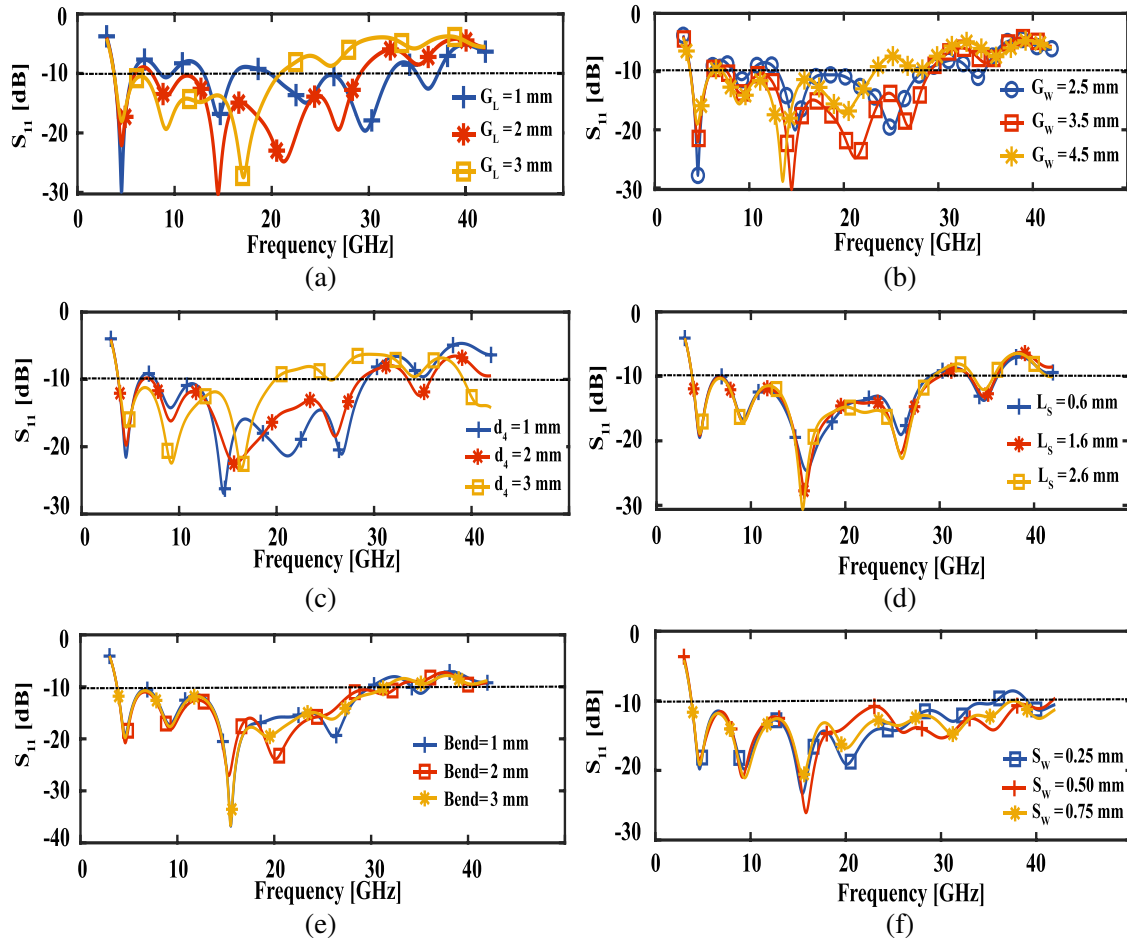 0
-10
-20
-30
S11 [dB]
GL = 1 mm
GL = 2 mm
GL = 3 mm
0 10 20 30 40
Frequency [GHz]
(a)
0
-10
-20
-30
S11 [dB]
GW = 2.5 mm
GW = 3.5 mm
GW = 4.5 mm
0 10 20 30 40
Frequency [GHz]
(b)
0
-10
-20
-30
S11 [dB]
d4 = 1 mm
d4 = 2 mm
d4 = 3 mm
0 10 20 30 40
Frequency [GHz]
(c)
0
-10
-20
-30
S11 [dB]
LS = 0.6 mm
LS = 1.6 mm
LS = 2.6 mm
0 10 20 30 40
Frequency [GHz]
(d)
0
-10
-20
-30
-40
S11 [dB]
Bend= 1 mm
Bend= 2 mm
Bend= 3 mm
0 10 20 30 40
Frequency [GHz]
(e)
0
-10
-20
-30
S11 [dB]
SW = 0.25 mm
SW = 0.50 mm
SW = 0.75 mm
0 10 20 30 40
Frequency [GHz]
(f)